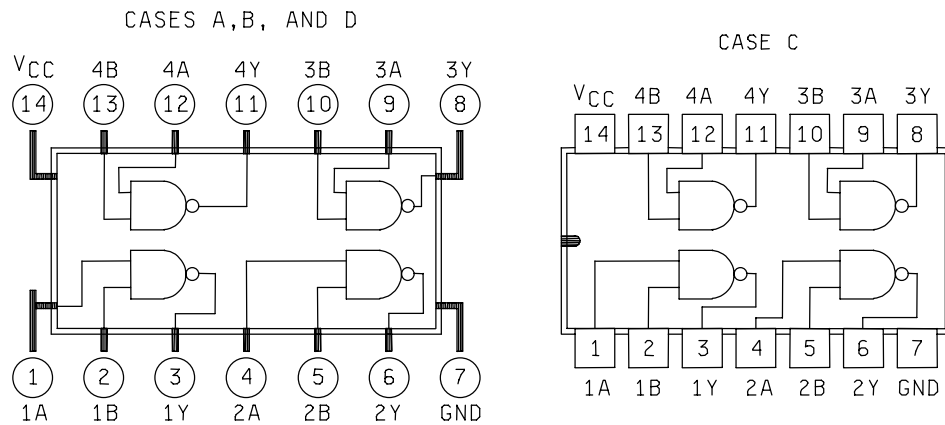 CASES A,B, AND D
VCC 4B 4A 4Y 3B 3A 3Y
14 13 12 11 10 9 8
1 2 3 4 5 6 7
1A 1B 1Y 2A 2B 2Y GND
CASE C
VCC 4B 4A 4Y 3B 3A 3Y
14 13 12 11 10 9 8
1 2 3 4 5 6 7
1A 1B 1Y 2A 2B 2Y GND